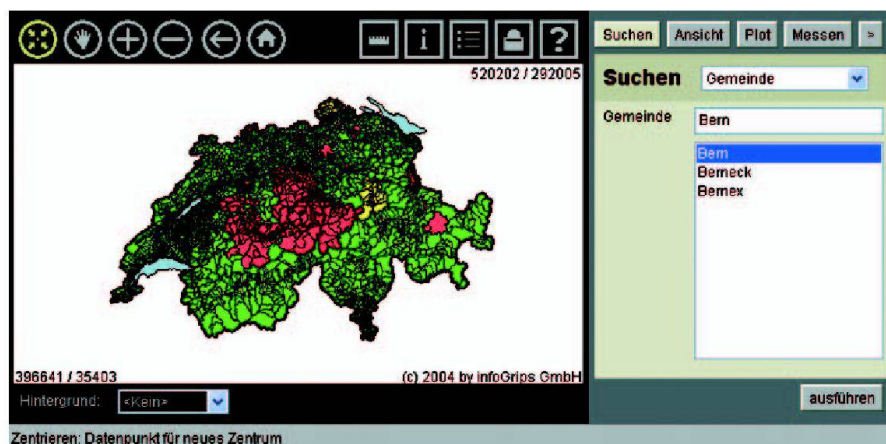 520202 / 292005
396641 / 35403
(c) 2004 by infoGrips GmbH
Hintergrund: <Kein>
Zentrieren: Datenpunkt für neues Zentrum
i ?
Suchen Ansicht Plot Messen >
Suchen Gemeinde
Gemeinde Bern
Bern
Berneck
Bernex
ausführen